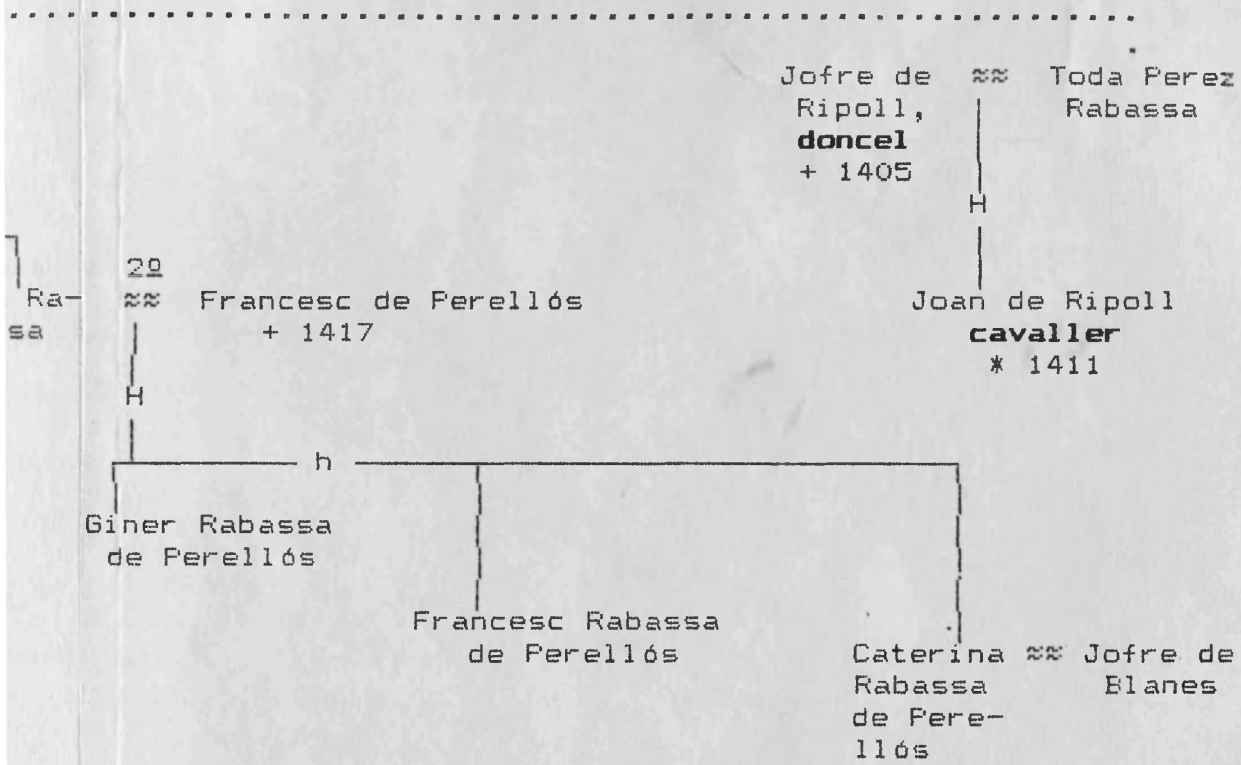 Jofre de ≈≈ Toda Perez
Ripoll, Rabassa
doncel
+ 1405
H
2º
Ra- ≈≈ Francesc de Perellós
sa + 1417
Joan de Ripoll
cavaller
* 1411
H
h
Giner Rabassa
de Perellós
Francesc Rabassa
de Perellós
Caterina ≈≈ Jofre de
Rabassa Blanes
de Pere-
llós